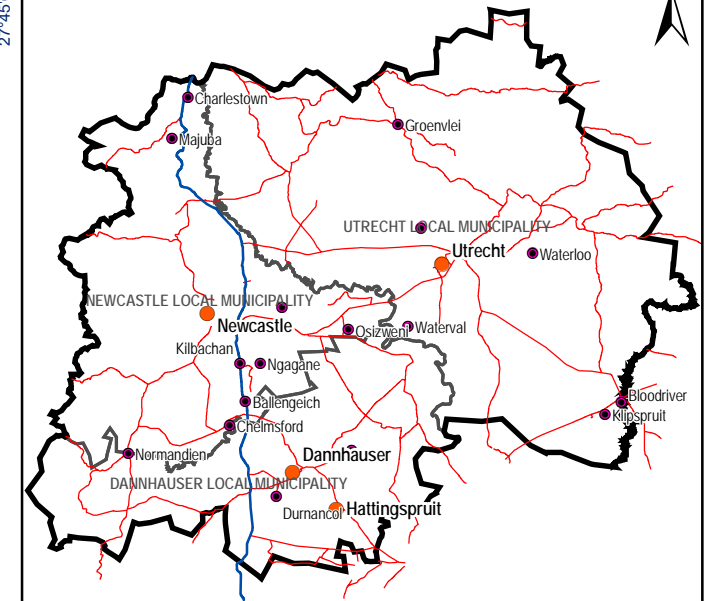 27°45'
Charlestown
Groenvlei
Majuba
UTRECHT LOCAL MUNICIPALITY
Utrecht
Waterloo
NEWCASTLE LOCAL MUNICIPALITY
Newcastle
Osizweni
Waterval
Kilbachan
Ngagane
Ballengeich
Bloodriver
Klipspruit
Chelmsford
Normandien
Dannhauser
DANNHAUSER LOCAL MUNICIPALITY
Durnancol
Hattingspruit